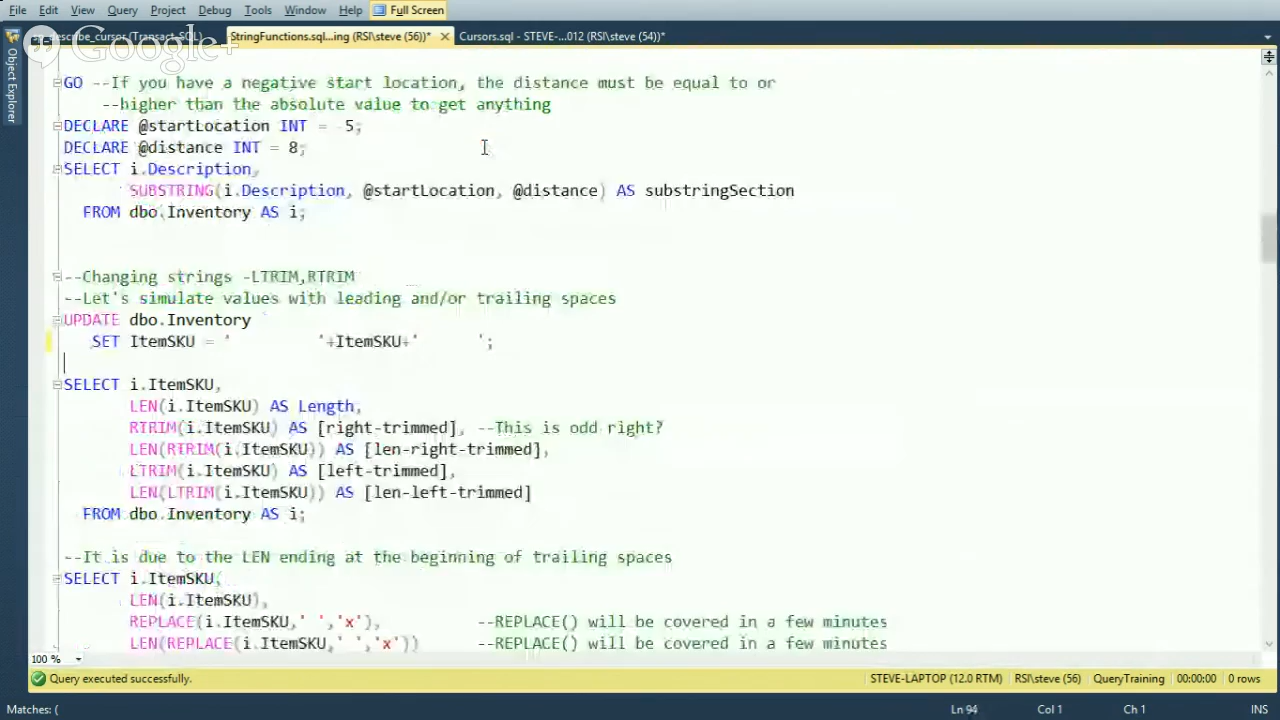 File Edit View Query Project Debug Tools Window Help Full Screen
sp_describe_cursor (Transact-SQL) StringFunctions.sql...ing (RSI\steve (56))* Cursors.sql - STEVE-...012 (RSI\steve (54))*
Google+
Object Explorer
GO --If you have a negative start location, the distance must be equal to or
--higher than the absolute value to get anything
DECLARE @startLocation INT = 5;
DECLARE @distance INT = 8;
SELECT i.Description,
SUBSTRING(i.Description, @startLocation, @distance) AS substringSection
FROM dbo.Inventory AS i;
--Changing strings -LTRIM,RTRIM
--Let's simulate values with leading and/or trailing spaces
UPDATE dbo.Inventory
SET ItemSKU = '         '+ItemSKU+'      ';
SELECT i.ItemSKU,
LEN(i.ItemSKU) AS Length,
RTRIM(i.ItemSKU) AS [right-trimmed], --This is odd right?
LEN(RTRIM(i.ItemSKU)) AS [len-right-trimmed],
LTRIM(i.ItemSKU) AS [left-trimmed],
LEN(LTRIM(i.ItemSKU)) AS [len-left-trimmed]
FROM dbo.Inventory AS i;
--It is due to the LEN ending at the beginning of trailing spaces
SELECT i.ItemSKU,
LEN(i.ItemSKU),
REPLACE(i.ItemSKU,' ','x'), --REPLACE() will be covered in a few minutes
LEN(REPLACE(i.ItemSKU,' ','x')) --REPLACE() will be covered in a few minutes
100 %
Query executed successfully. STEVE-LAPTOP (12.0 RTM) RSI\steve (56) QueryTraining 00:00:00 0 rows
Matches: ( Ln 94 Col 1 Ch 1 INS